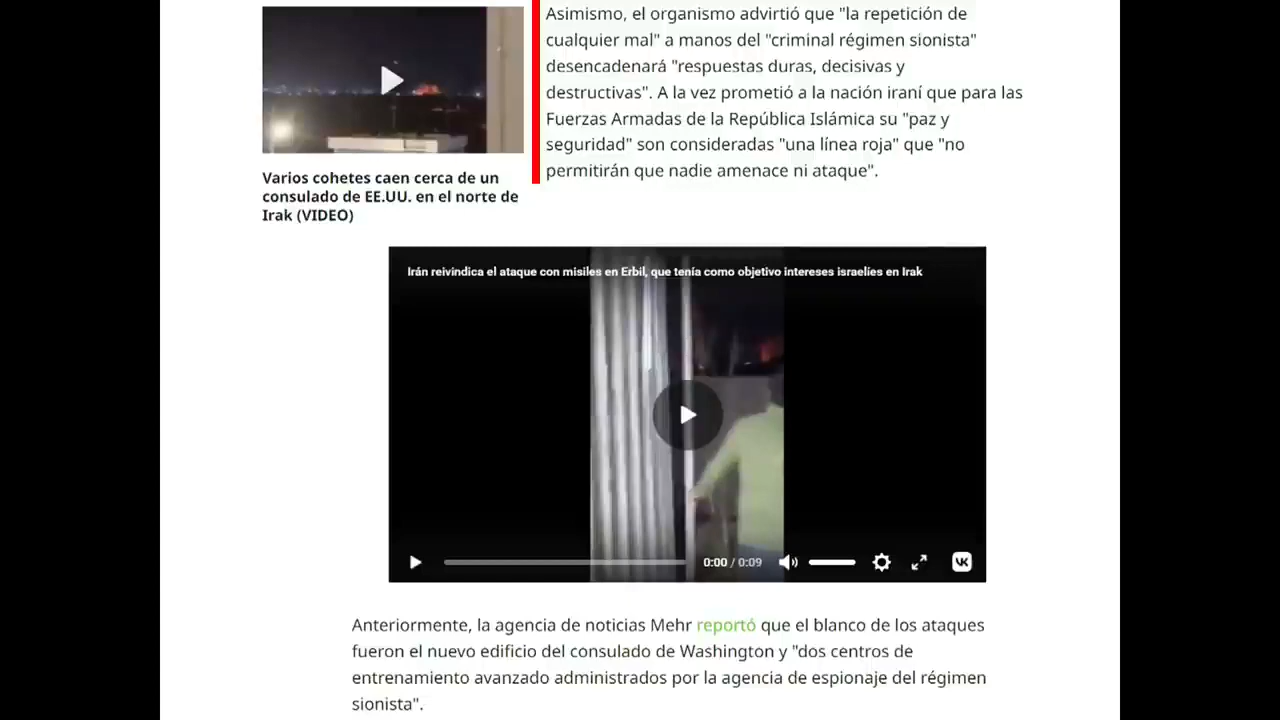 Asimismo, el organismo advirtió que "la repetición de
cualquier mal" a manos del "criminal régimen sionista"
desencadenará "respuestas duras, decisivas y
destructivas". A la vez prometió a la nación iraní que para las
Fuerzas Armadas de la República Islámica su "paz y
seguridad" son consideradas "una línea roja" que "no
permitirán que nadie amenace ni ataque".
Varios cohetes caen cerca de un
consulado de EE.UU. en el norte de
Irak (VIDEO)
Irán reivindica el ataque con misiles en Erbil, que tenía como objetivo intereses israelíes en Irak
0:00 / 0:09
VK
Anteriormente, la agencia de noticias Mehr reportó que el blanco de los ataques
fueron el nuevo edificio del consulado de Washington y "dos centros de
entrenamiento avanzado administrados por la agencia de espionaje del régimen
sionista".